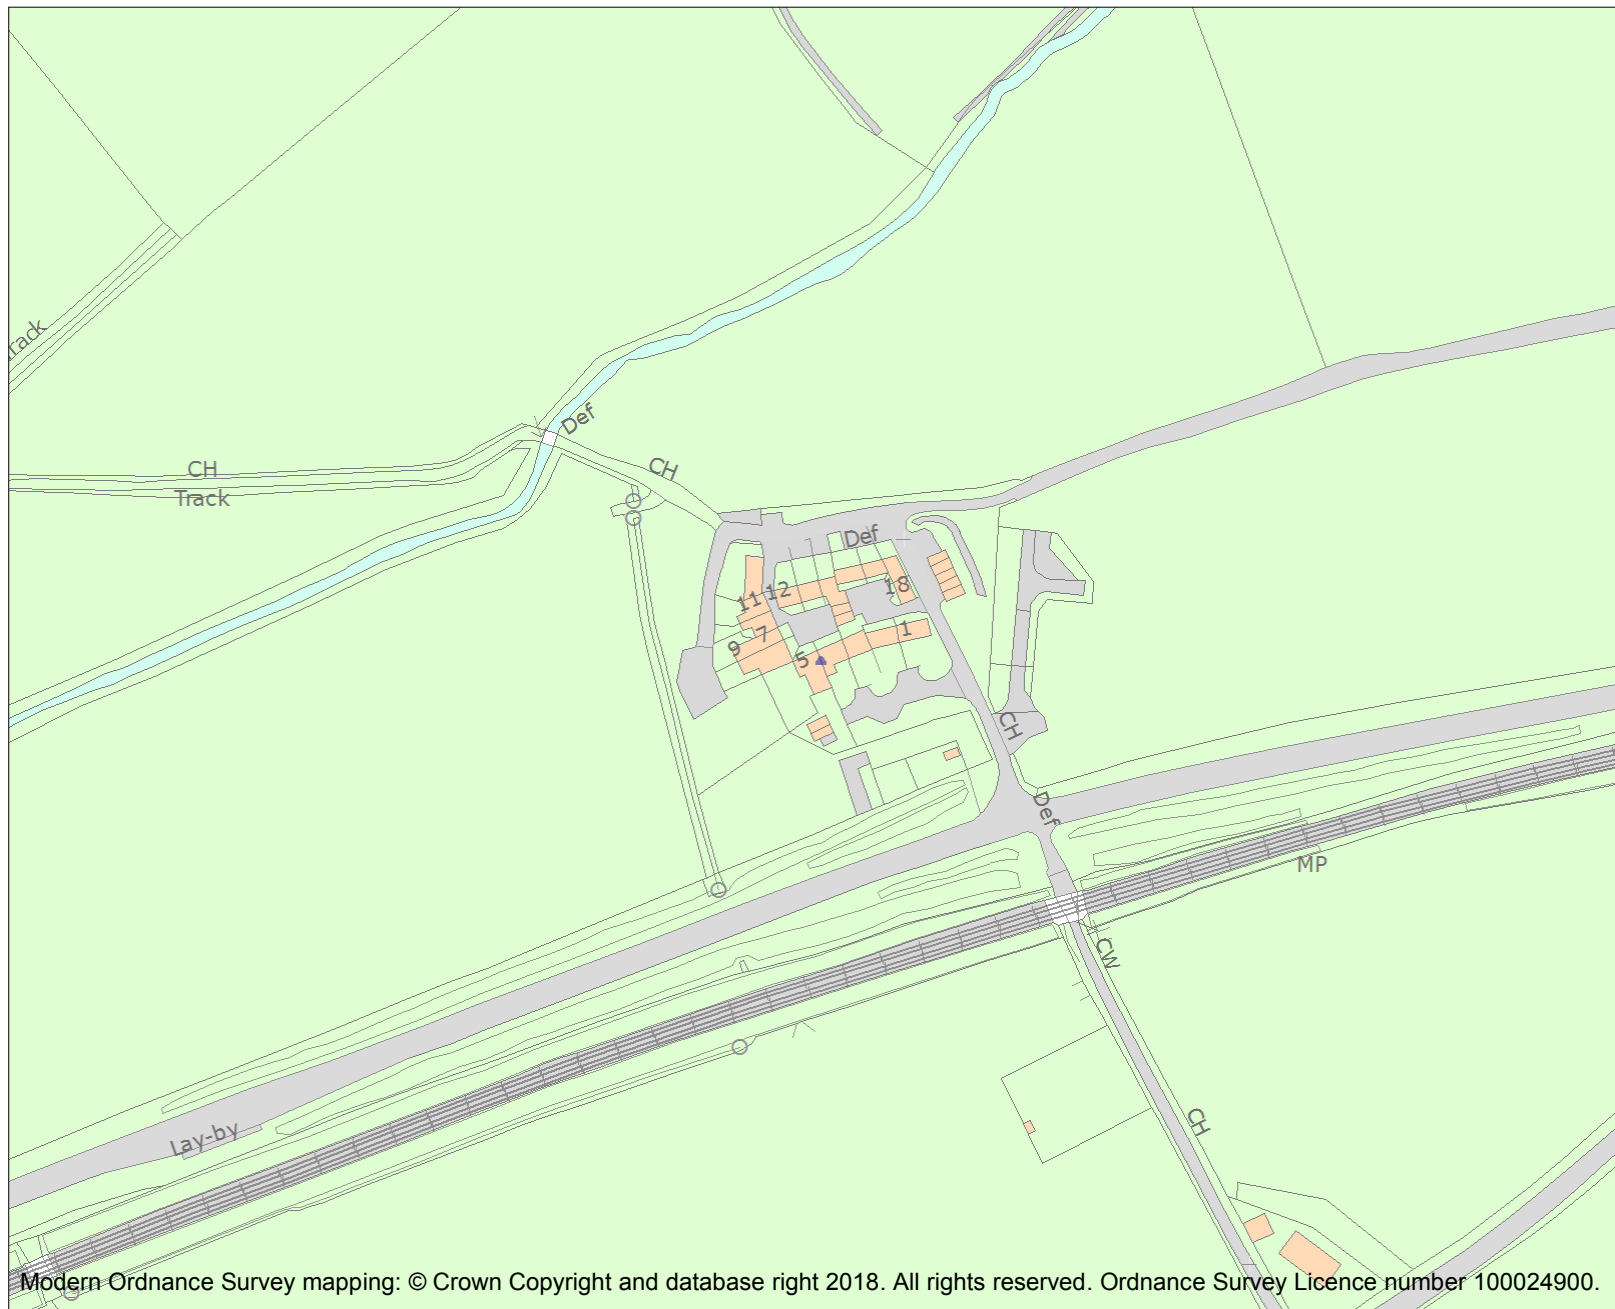 rack
Def
CH
CH
Track
Def
18
12
11
1
7
9
5
CH
Def
MP
CW
CH
Lay-by
Modern Ordnance Survey mapping: © Crown Copyright and database right 2018. All rights reserved. Ordnance Survey Licence number 100024900.